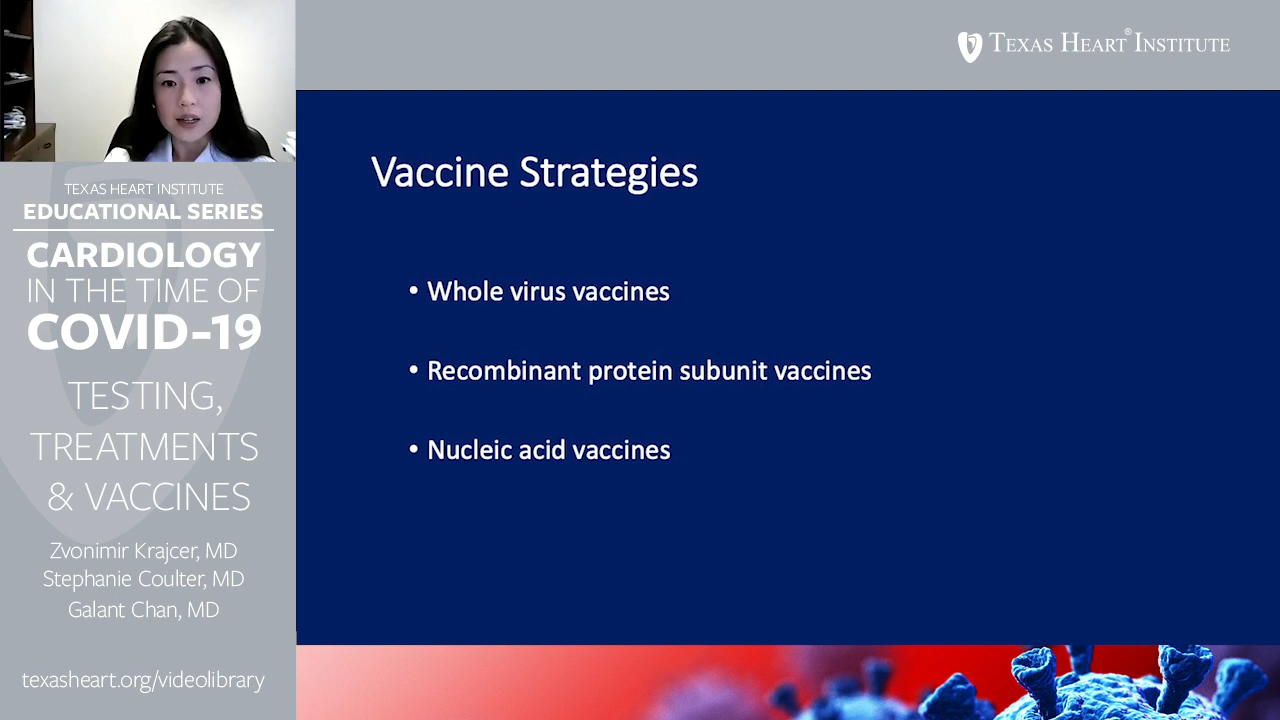 TEXAS HEART® INSTITUTE
TEXAS HEART INSTITUTE
EDUCATIONAL SERIES
CARDIOLOGY
IN THE TIME OF
COVID-19
TESTING,
TREATMENTS
& VACCINES
Zvonimir Krajcer, MD
Stephanie Coulter, MD
Galant Chan, MD
texasheart.org/videolibrary
Vaccine Strategies
• Whole virus vaccines
• Recombinant protein subunit vaccines
• Nucleic acid vaccines